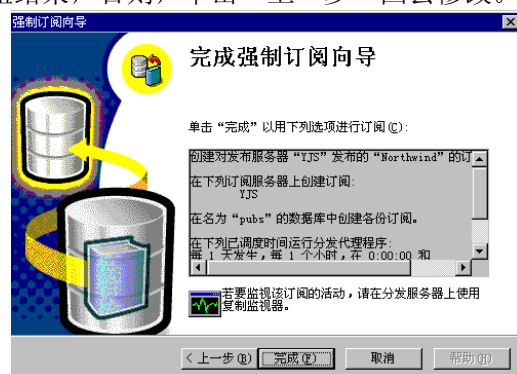 强制订阅向导
完成强制订阅向导
单击“完成”以用下列选项进行订阅(C):
创建对发布服务器“YJS”发布的“Northwind”的订
在下列订阅服务器上创建订阅:
YJS
在名为“pubs”的数据库中创建各份订阅。
在下列已调度时间运行分发代理程序:
每 1 天发生,每 1 个小时,在 0:00:00 和
若要监视该订阅的活动,请在分发服务器上使用
复制监视器。
< 上一步(B) 完成(F) 取消 帮助(H)